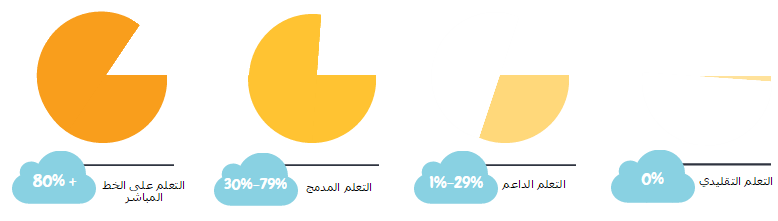 التعلم التقليدي
0%
التعلم الداعم
1%–29%
التعلم المدمج
30%–79%
التعلم على الخط
المباشر
80% +